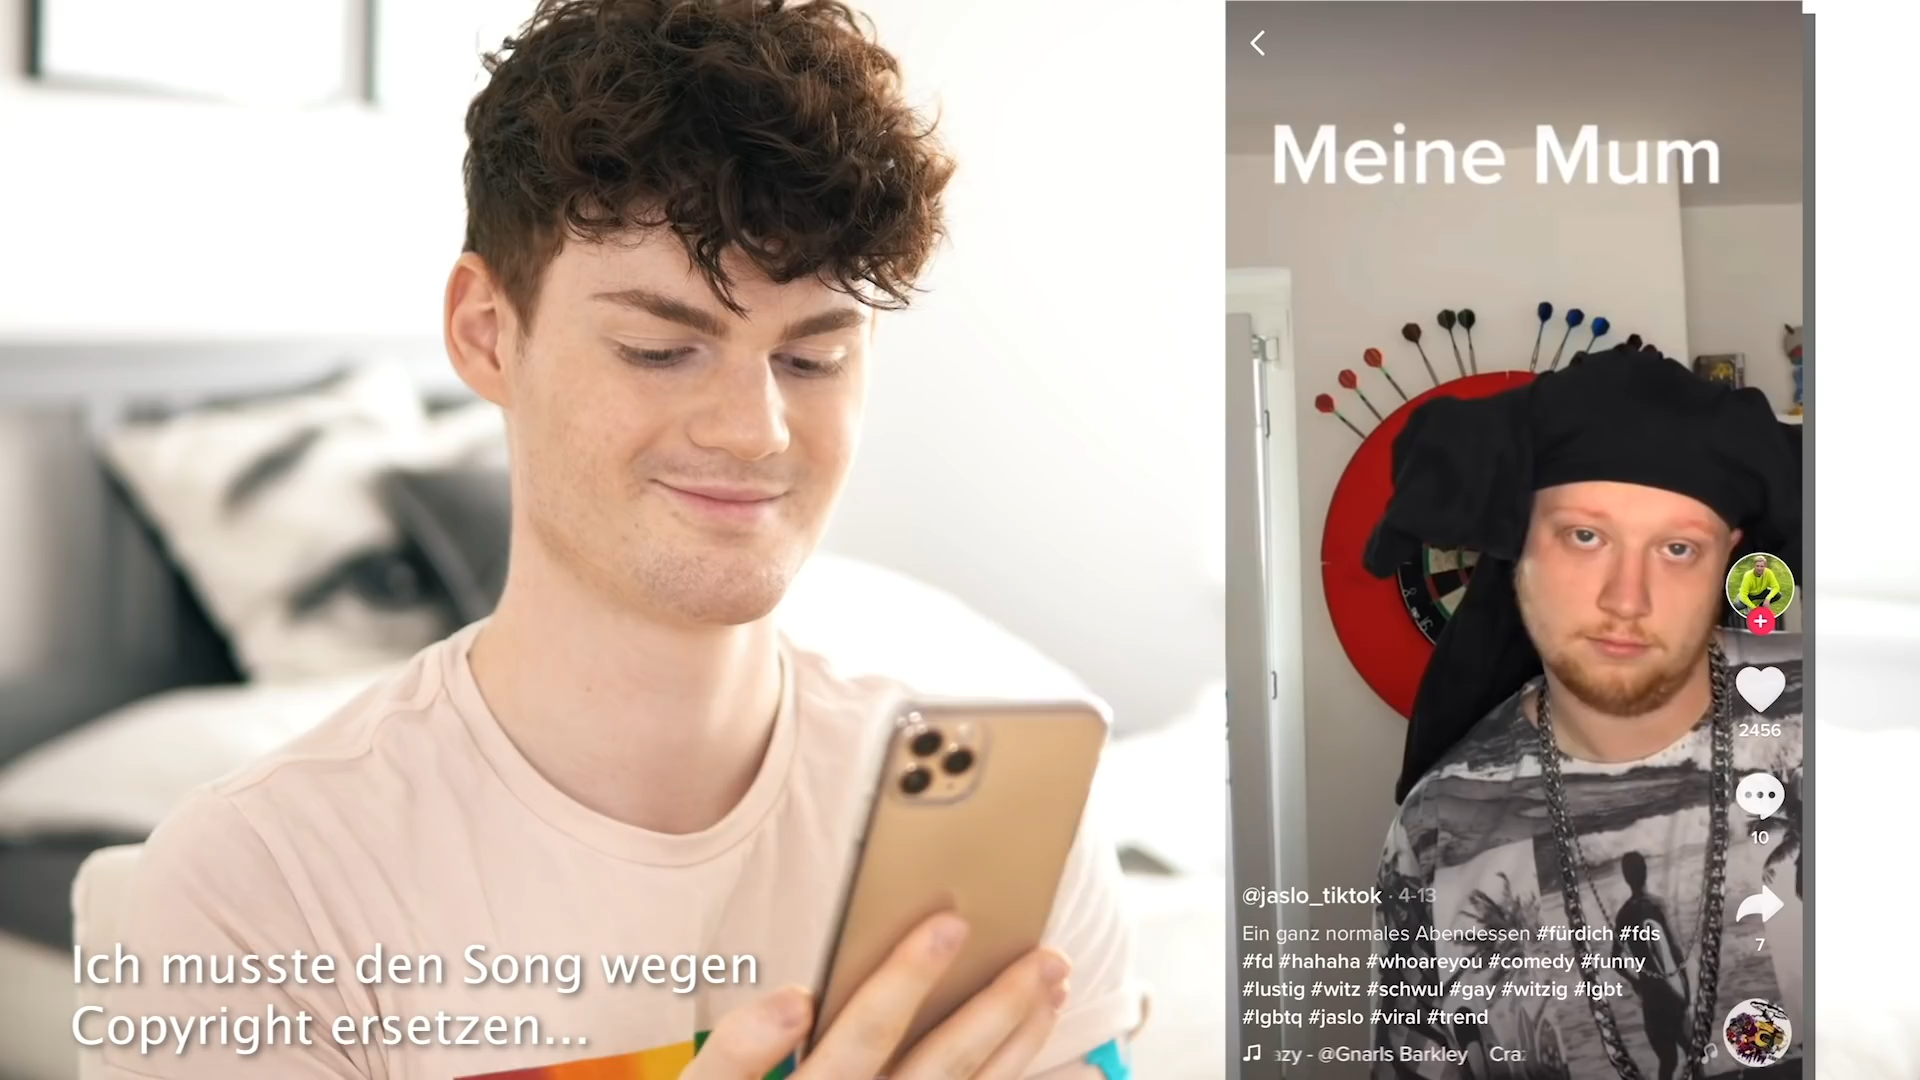 Meine Mum
2456
10
7
@jaslo_tiktok · 4-13
Ein ganz normales Abendessen #fürdich #fds
#fd #hahaha #whoareyou #comedy #funny
#lustig #witz #schwul #gay #witzig #lgbt
#lgbtq #jaslo #viral #trend
azy - @Gnarls Barkley Craz
Ich musste den Song wegen
Copyright ersetzen...